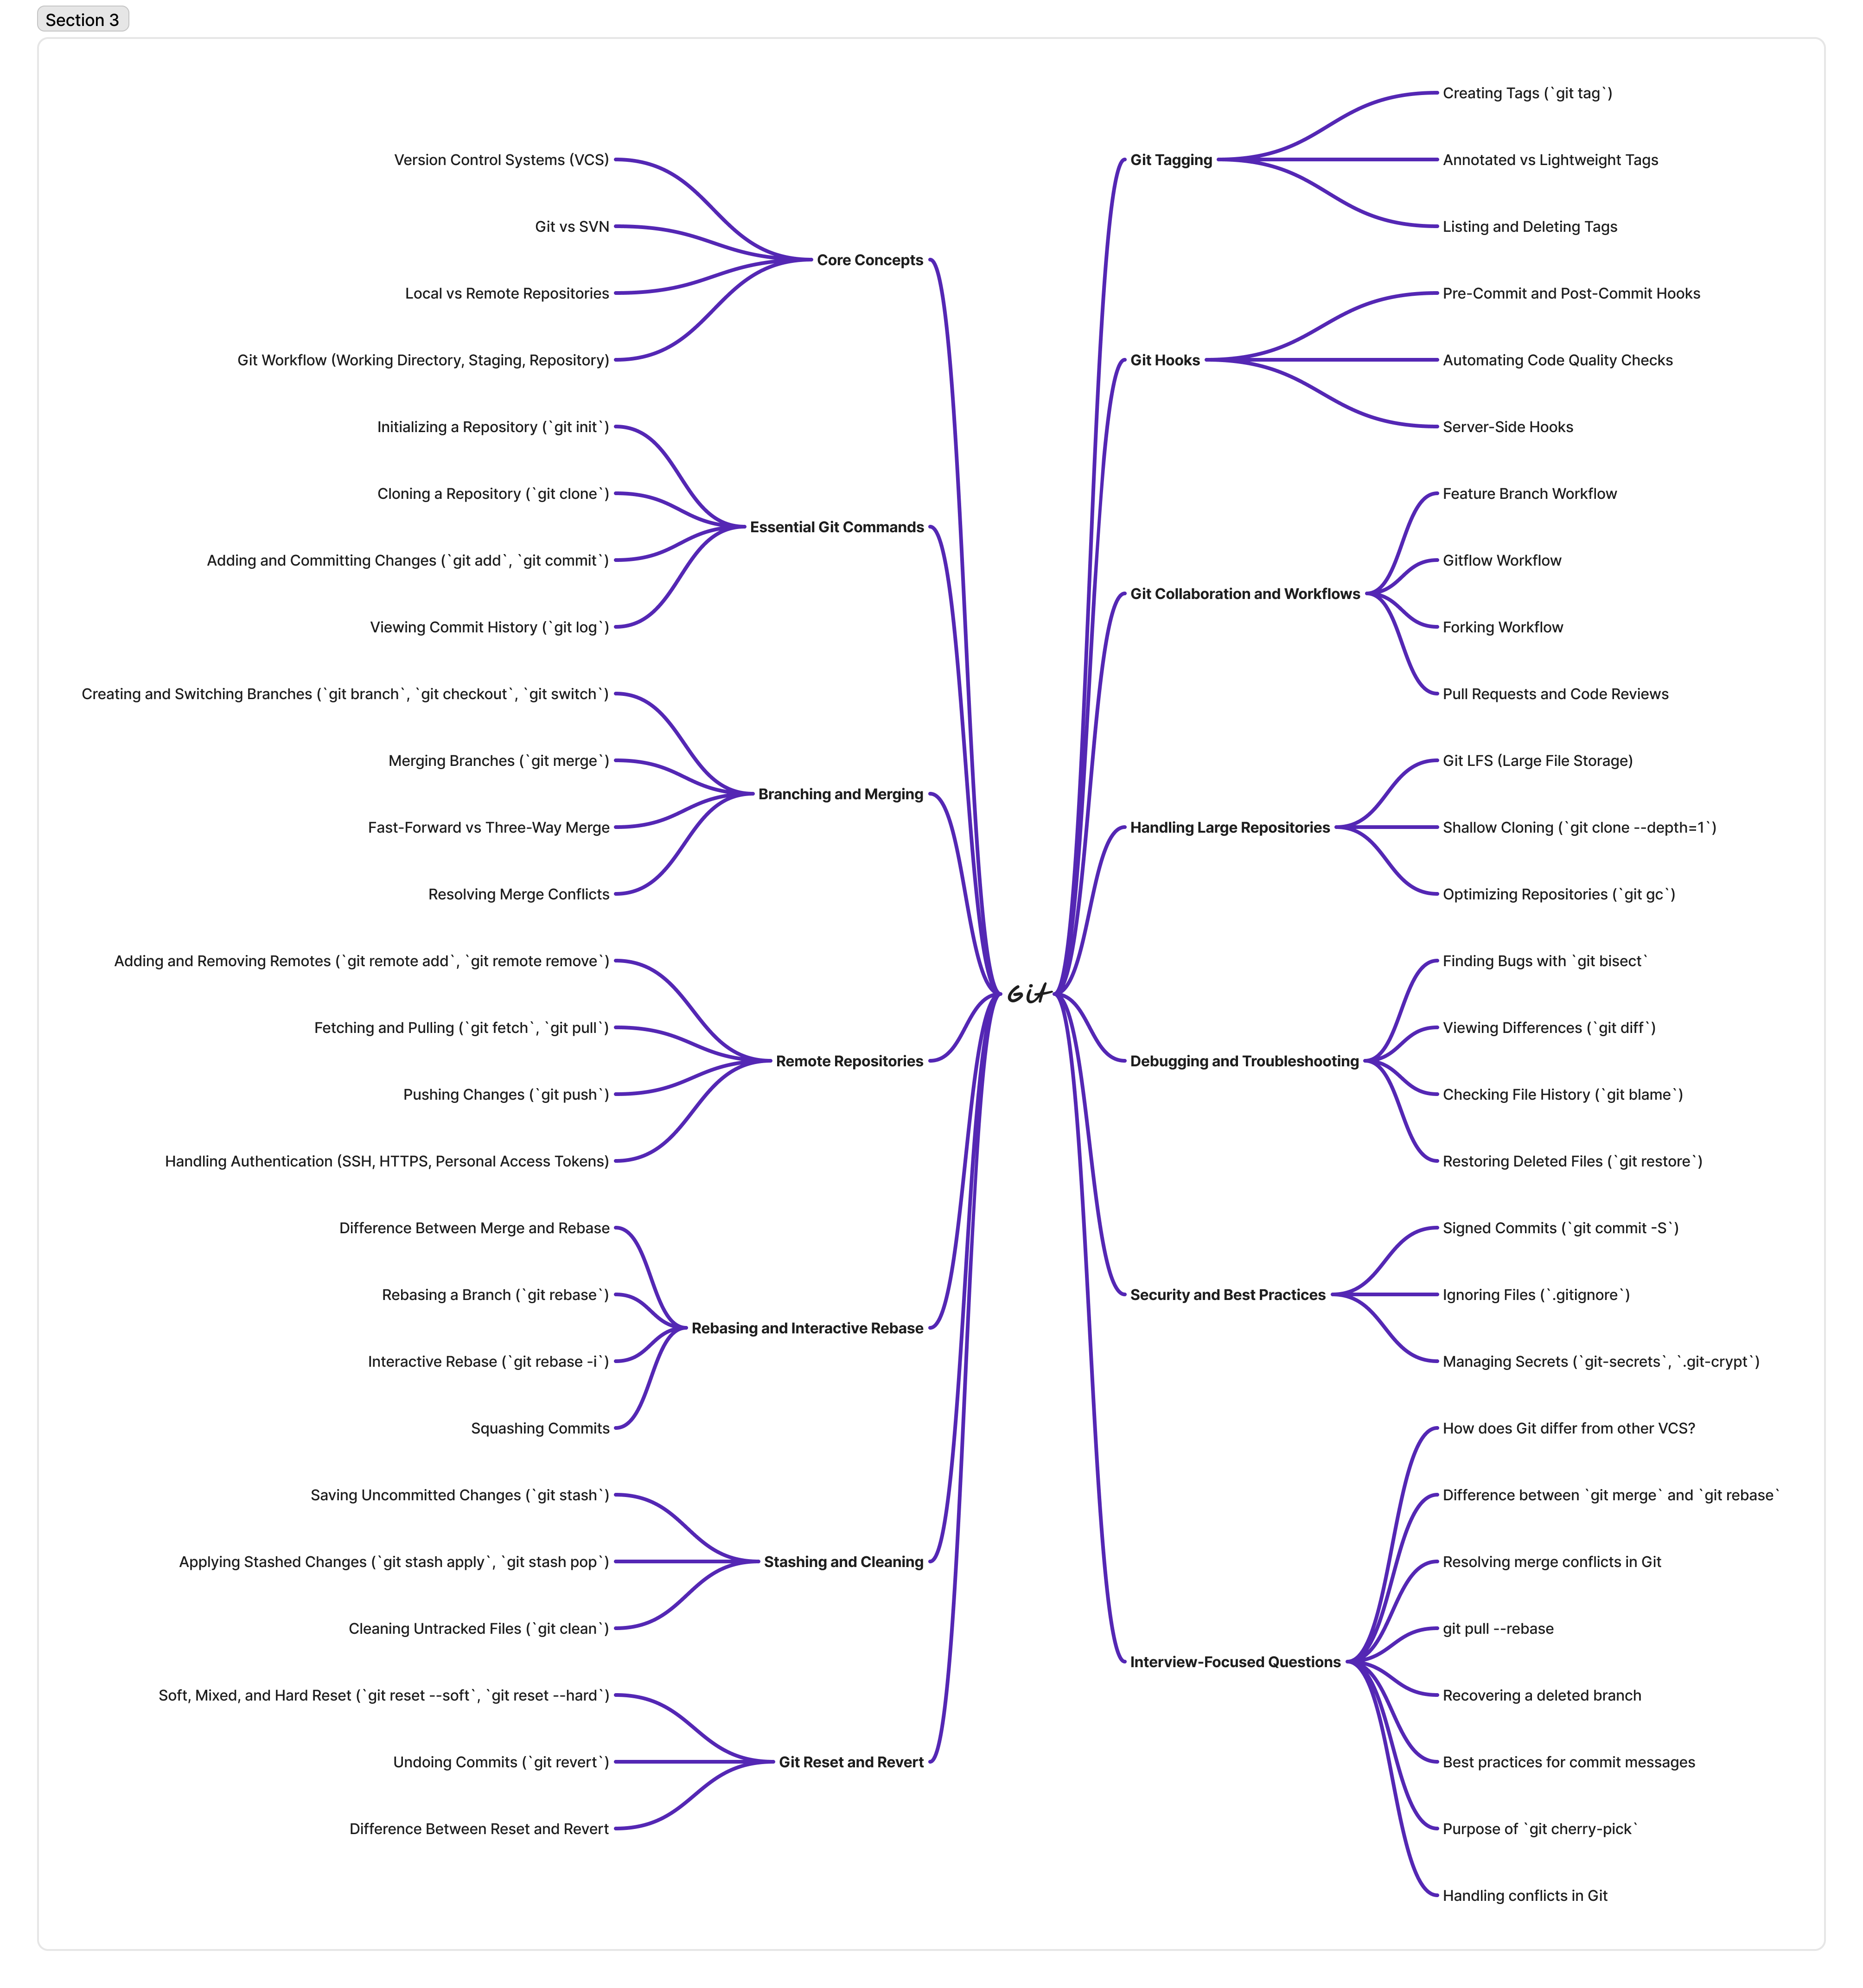 Section 3
Version Control Systems (VCS)
Git vs SVN
Local vs Remote Repositories
Git Workflow (Working Directory, Staging, Repository)
Core Concepts
Initializing a Repository (`git init`)
Cloning a Repository (`git clone`)
Adding and Committing Changes (`git add`, `git commit`)
Viewing Commit History (`git log`)
Essential Git Commands
Creating and Switching Branches (`git branch`, `git checkout`, `git switch`)
Merging Branches (`git merge`)
Fast-Forward vs Three-Way Merge
Resolving Merge Conflicts
Branching and Merging
Adding and Removing Remotes (`git remote add`, `git remote remove`)
Fetching and Pulling (`git fetch`, `git pull`)
Pushing Changes (`git push`)
Handling Authentication (SSH, HTTPS, Personal Access Tokens)
Remote Repositories
Difference Between Merge and Rebase
Rebasing a Branch (`git rebase`)
Interactive Rebase (`git rebase -i`)
Squashing Commits
Rebasing and Interactive Rebase
Saving Uncommitted Changes (`git stash`)
Applying Stashed Changes (`git stash apply`, `git stash pop`)
Cleaning Untracked Files (`git clean`)
Stashing and Cleaning
Soft, Mixed, and Hard Reset (`git reset --soft`, `git reset --hard`)
Undoing Commits (`git revert`)
Difference Between Reset and Revert
Git Reset and Revert
Git
Git Tagging
Creating Tags (`git tag`)
Annotated vs Lightweight Tags
Listing and Deleting Tags
Git Hooks
Pre-Commit and Post-Commit Hooks
Automating Code Quality Checks
Server-Side Hooks
Git Collaboration and Workflows
Feature Branch Workflow
Gitflow Workflow
Forking Workflow
Pull Requests and Code Reviews
Handling Large Repositories
Git LFS (Large File Storage)
Shallow Cloning (`git clone --depth=1`)
Optimizing Repositories (`git gc`)
Debugging and Troubleshooting
Finding Bugs with `git bisect`
Viewing Differences (`git diff`)
Checking File History (`git blame`)
Restoring Deleted Files (`git restore`)
Security and Best Practices
Signed Commits (`git commit -S`)
Ignoring Files (`.gitignore`)
Managing Secrets (`git-secrets`, `.git-crypt`)
Interview-Focused Questions
How does Git differ from other VCS?
Difference between `git merge` and `git rebase`
Resolving merge conflicts in Git
git pull --rebase
Recovering a deleted branch
Best practices for commit messages
Purpose of `git cherry-pick`
Handling conflicts in Git